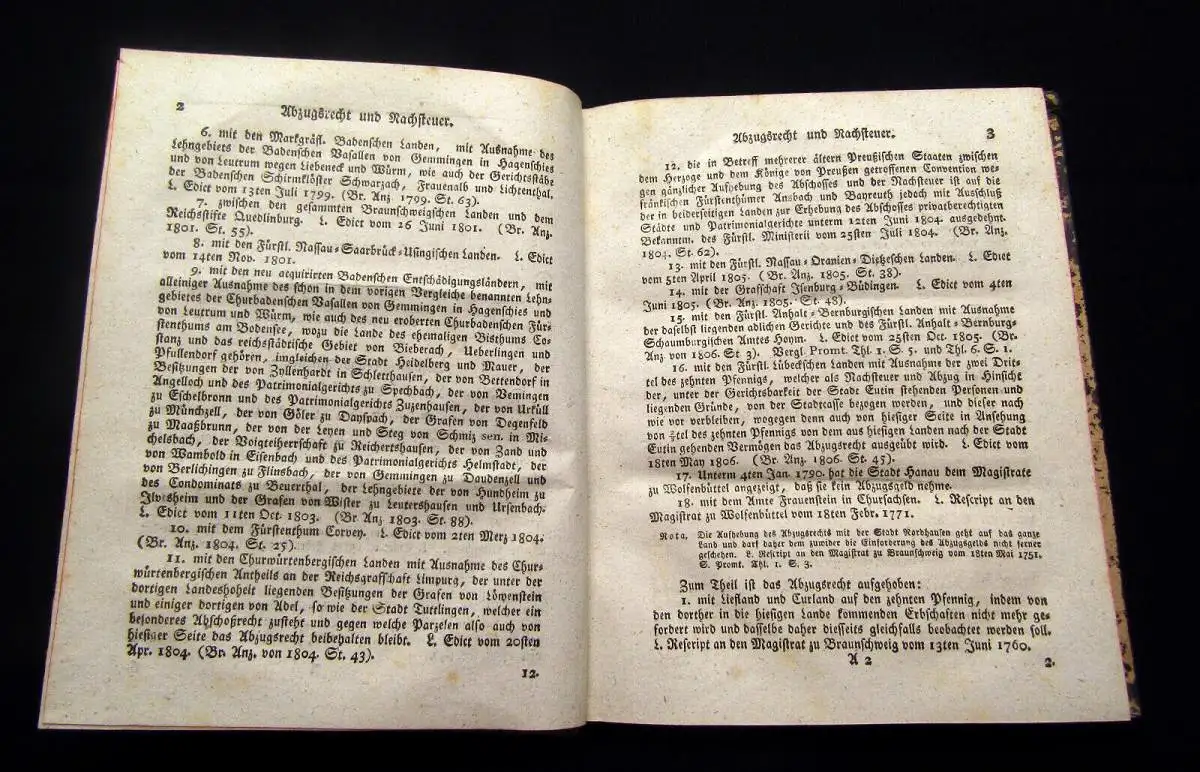 2
Abzugsrecht und Nachsteuer.
6. mit den Markgräfl. Badenschen Landen, mit Ausnahme des
Lehngebiets der Badenschen Vasallen von Gemmingen in Hagenschies
und von Leutrum wegen Liebeneck und Würm, wie auch der Gerichtsstäbe
der Badenschen Schirmklöster Schwarzach, Frauenalb und Lichtenthal.
L. Edict vom 13ten Juli 1799. (Br. Anz. 1799. St. 63).
7. zwischen den gesammten Braunschweigschen Landen und dem
Reichsstifte Quedlinburg. L. Edict vom 26 Juni 1801. (Br. Anz.
1801. St. 55).
8. mit den Fürstl. Nassau-Saarbrück-Usingischen Landen. L. Edict
vom 14ten Nov. 1801.
9. mit den neu acquirirten Badenschen Entschädigungsländern, mit
alleiniger Ausnahme des schon in dem vorigen Vergleiche benannten Lehn-
gebietes der Churbadenschen Vasallen von Gemmingen in Hagenschies und
von Leutrum und Würm, wie auch des neu eroberten Churbadenschen Für-
stenthums am Bodensee, wozu die Lande des ehemaligen Bisthums Co-
stanz und das reichsstädtische Gebiet von Bieberach, Ueberlingen und
Pfullendorf gehören, imgleichen der Stadt Heidelberg und Mauer, der
Besitzungen der von Zyllenhardt in Schletthausen, der von Bettendorf in
Angelloch und des Patrimonialgerichts zu Spechbach, der von Vemingen
zu Eschelbronn und des Patrimonialgerichts Zuzenhausen, der von Urküll
zu Münchzell, der von Göler zu Dayspach, der Grafen von Degenfeld
zu Maaßbrunn, der von der Leyen und Steg von Schmiz sen. in Mi-
chelsbach, der Voigteiherrschaft zu Reichertshausen, der von Zand und
von Wambold in Eisenbach und des Patrimonialgerichts Helmstadt, der
von Berlichingen zu Flinsbach, der von Gemmingen zu Daudenzell und
des Condominats zu Beuerthal, der Lehngebiete der von Hundheim zu
Ilvesheim und der Grafen von Wister zu Leutershausen und Ursenbach.
L. Edict vom 11ten Oct. 1803. (Br Anz 1803. St. 88).
10. mit dem Fürstenthum Corvey. L. Edict vom 2ten Merz 1804.
(Br. Anz. 1804. St. 25).
11. mit den Churwürtenbergischen Landen mit Ausnahme des Chur-
würtenbergischen Antheils an der Reichsgrafschaft Limpurg, der unter der
dortigen Landeshoheit liegenden Besitzungen der Grafen von Löwenstein
und einiger dortigen von Adel, so wie der Stadt Tuttlingen, welcher ein
besonderes Abschoßrecht zusteht und gegen welche Parzelen also auch von
hiesiger Seite das Abzugsrecht beibehalten bleibt. L. Edict vom 20sten
Apr. 1804. (Br. Anz. von 1804. St. 43).
12.
Abzugsrecht und Nachsteuer.
3
12. die in Betreff mehrerer ältern Preußischen Staaten zwischen
dem Herzoge und dem Könige von Preußen getroffenen Convention we-
gen gänzlicher Aufhebung des Abschosses und der Nachsteuer ist auf die
fränkischen Fürstenthümer Ansbach und Bayreuth jedoch mit Ausschluß
der in beiderseitigen Landen zur Erhebung des Abschosses privatberechtigten
Städte und Patrimonialgerichte unterm 12ten Juni 1804. ausgedehnt.
Bekanntm. des Fürstl. Ministerii vom 25sten Juli 1804. (Br. Anz.
1804. St. 62).
13. mit den Fürstl. Nassau-Oranien-Dietzeschen Landen. L. Edict
vom 5ten April 1805. (Br. Anz. 1805. St. 38).
14. mit der Grafschaft Isenburg-Büdingen. L. Edict vom 4ten
Juni 1805. (Br. Anz. 1805. St. 48).
15. mit den Fürstl. Anhalt-Bernburgischen Landen mit Ausnahme
der daselbst liegenden adlichen Gerichte und des Fürstl. Anhalt-Bernburg-
Schaumburgischen Amtes Hoym. L. Edict vom 25sten Oct. 1805. (Br.
Anz von 1806. St 3). Vergl. Promt. Thl. 1. S. 5. und Thl. 6. S. 1.
16. mit den Fürstl. Lübeckschen Landen mit Ausnahme der zwei Drit-
tel des zehnten Pfennigs, welcher als Nachsteuer und Abzug in Hinsicht
der, unter der Gerichtsbarkeit der Stadt Eutin stehenden Personen und
liegenden Gründe, von der Stadtcasse bezogen werden, und dieser nach
wie vor verbleiben, wogegen denn auch von hiesiger Seite in Ansehung
von ⅔tel des zehnten Pfennigs von dem aus hiesigen Landen nach der Stadt
Eutin gehenden Vermögen das Abzugsrecht ausgeübt wird. L. Edict vom
18ten May 1806. (Br. Anz. 1806. St. 45).
17. Unterm 4ten Jan. 1790. hat die Stadt Hanau dem Magistrate
zu Wolfenbüttel angezeigt, daß sie kein Abzugsgeld nehme.
18. mit dem Amte Frauenstein in Chursachsen. L. Rescript an den
Magistrat zu Wolfenbüttel vom 18ten Febr. 1771.
Nota. Die Aufhebung des Abzugsrechts mit der Stadt Nordhausen geht auf das ganze
Land und darf daher dem zuwider die Einforderung des Abzugsgelds nicht ferner
geschehen. L. Rescript an den Magistrat zu Braunschweig vom 18ten Mai 1751.
S. Promt. Thl. 1. S. 3.
Zum Theil ist das Abzugsrecht aufgehoben:
1. mit Liefland und Curland auf den zehnten Pfennig, indem von
den dorther in die hiesigen Lande kommenden Erbschaften nicht mehr ge-
fordert wird und dasselbe daher diesseits gleichfalls beobachtet werden soll.
L. Rescript an den Magistrat zu Braunschweig vom 13ten Juni 1760.
A 2
2.